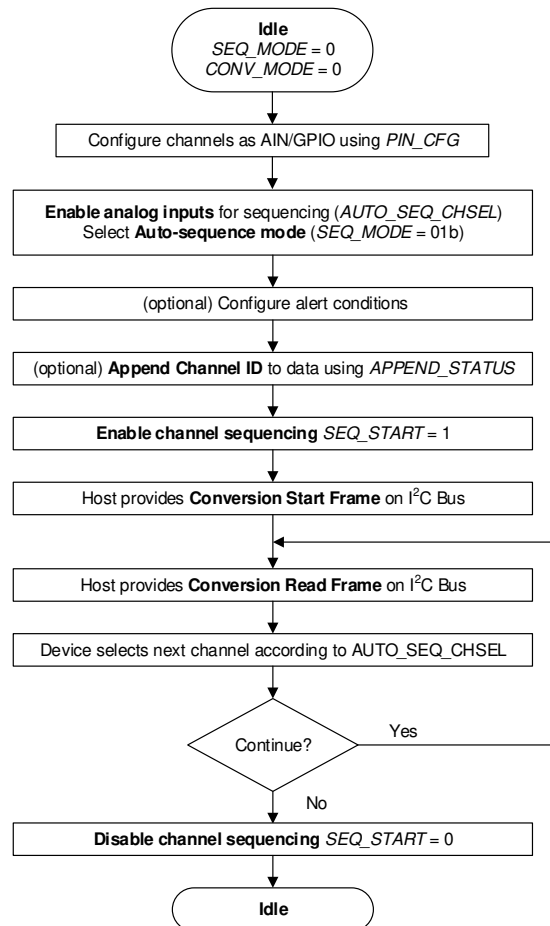 Idle
SEQ_MODE = 0
CONV_MODE = 0
Configure channels as AIN/GPIO using PIN_CFG
Enable analog inputs for sequencing (AUTO_SEQ_CHSEL)
Select Auto-sequence mode (SEQ_MODE = 01b)
(optional) Configure alert conditions
(optional) Append Channel ID to data using APPEND_STATUS
Enable channel sequencing SEQ_START = 1
Host provides Conversion Start Frame on I²C Bus
Host provides Conversion Read Frame on I²C Bus
Device selects next channel according to AUTO_SEQ_CHSEL
Continue?
Yes
No
Disable channel sequencing SEQ_START = 0
Idle